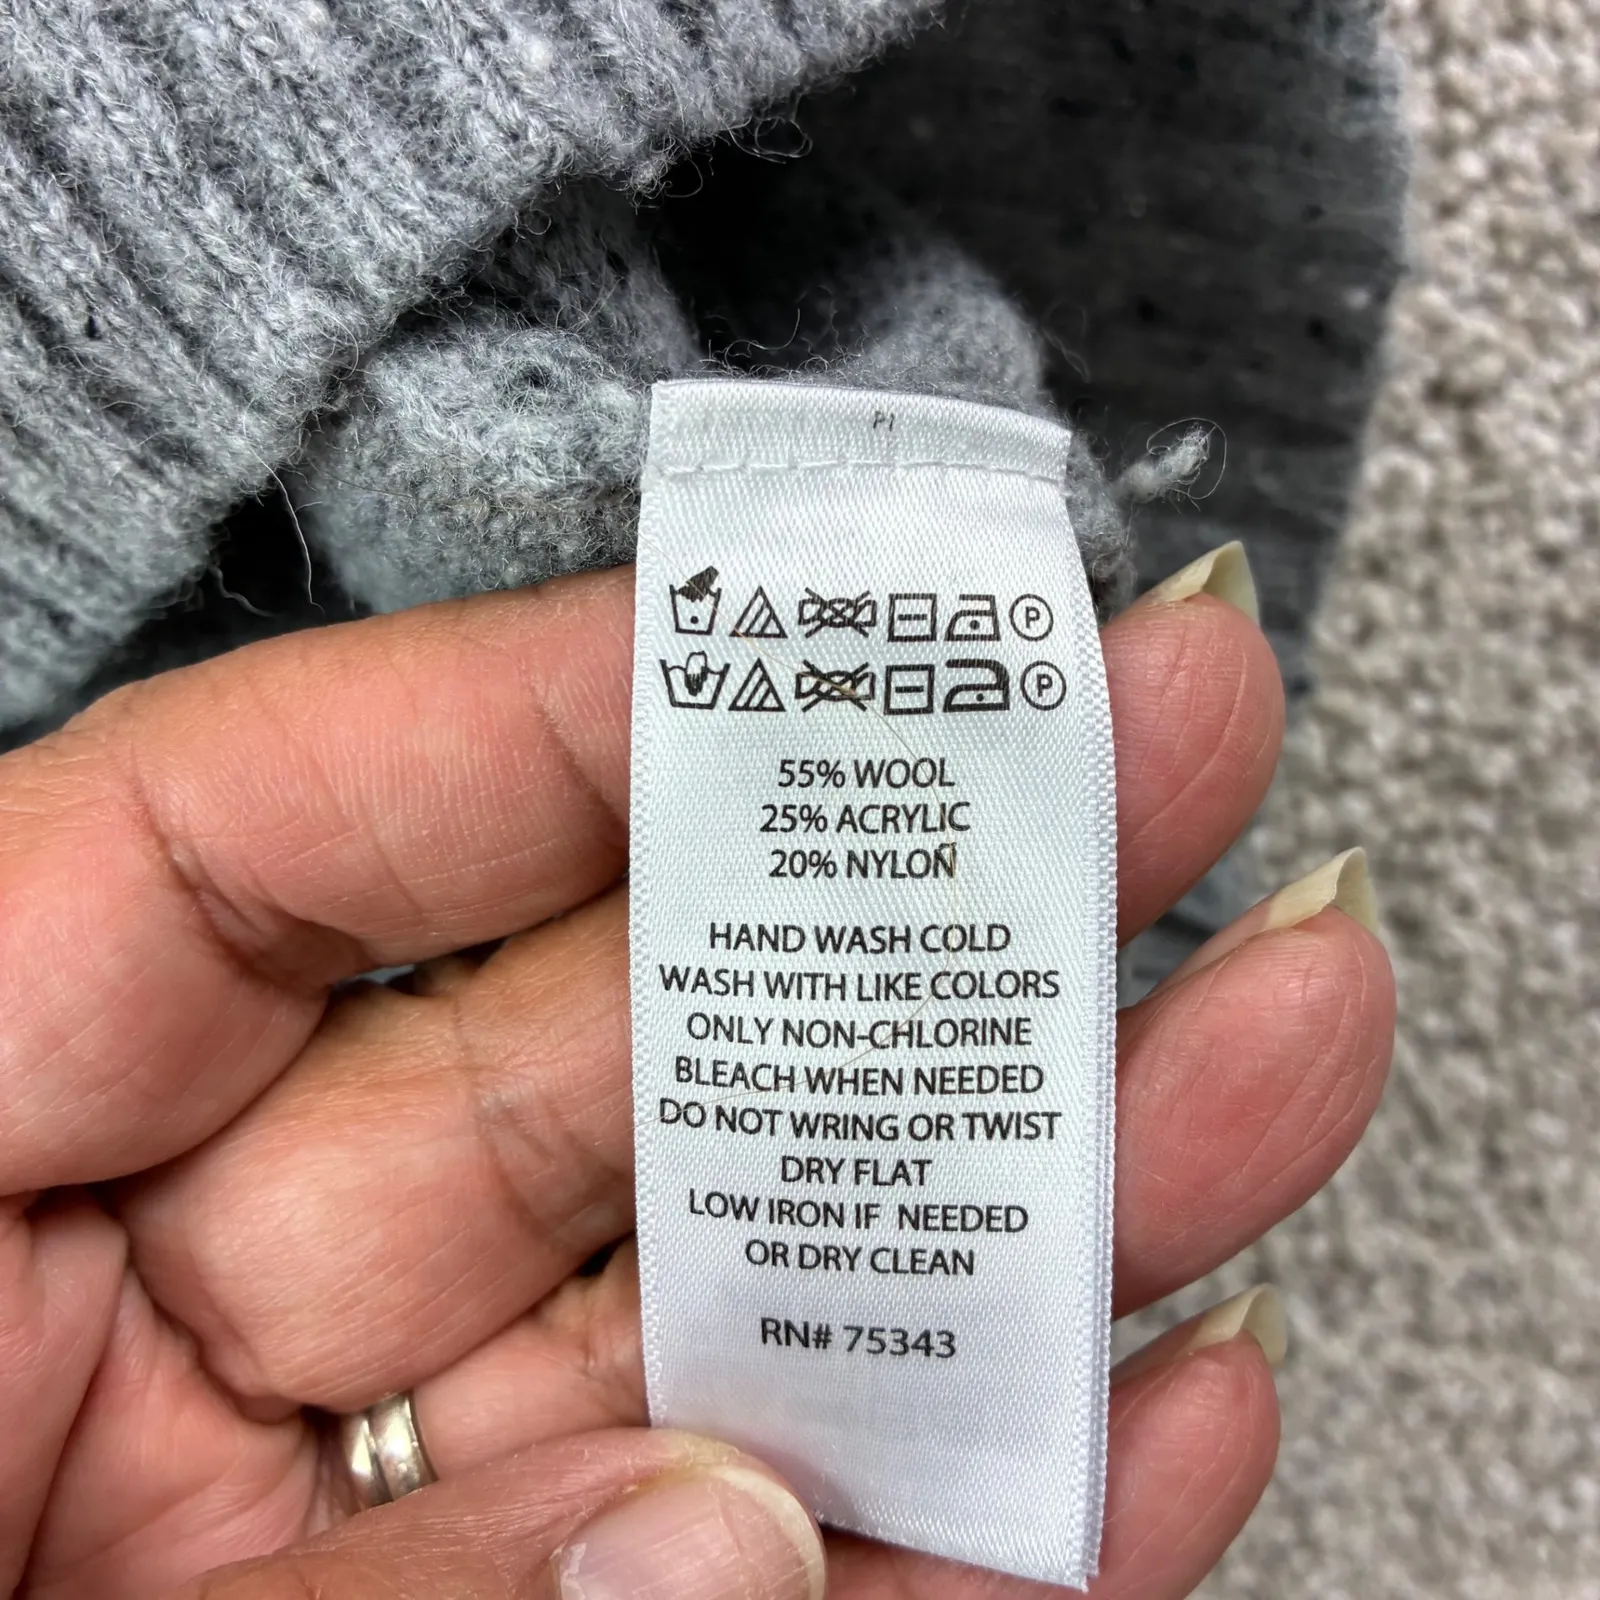 P1
P
P
55% WOOL
25% ACRYLIC
20% NYLON
HAND WASH COLD
WASH WITH LIKE COLORS
ONLY NON-CHLORINE
BLEACH WHEN NEEDED
DO NOT WRING OR TWIST
DRY FLAT
LOW IRON IF NEEDED
OR DRY CLEAN
RN# 75343